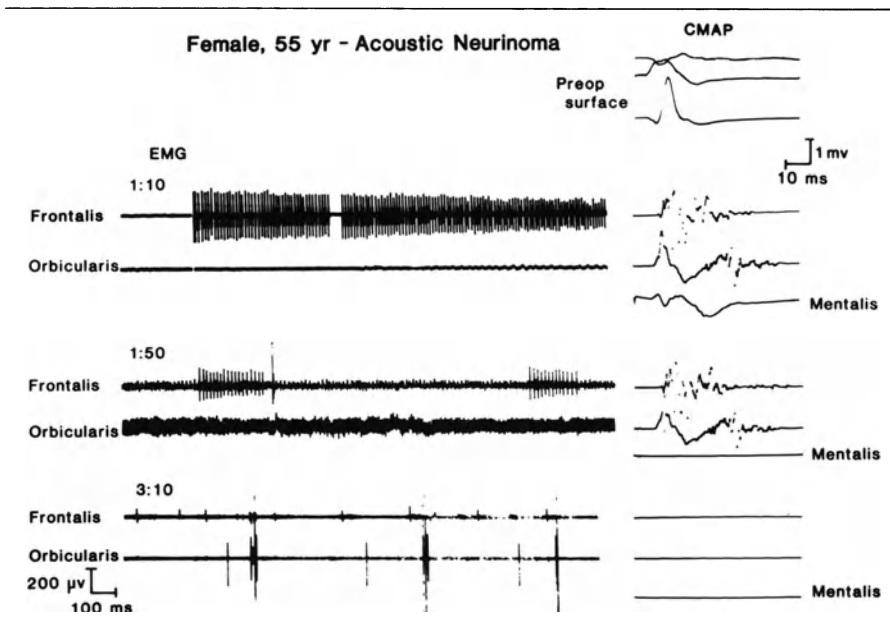 Female, 55 yr - Acoustic Neurinoma
CMAP
Preop
surface
1 mv
10 ms
EMG
1:10
Frontalis
Orbicularis
Mentalis
1:50
Frontalis
Orbicularis
Mentalis
3:10
Frontalis
Orbicularis
200 μv
100 ms
Mentalis